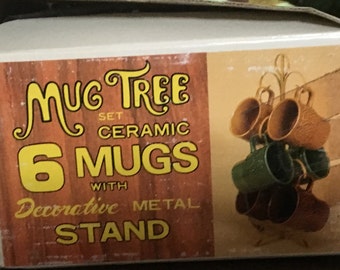 MUG TREE
SET
CERAMIC
6 MUGS
WITH
Decorative METAL
STAND